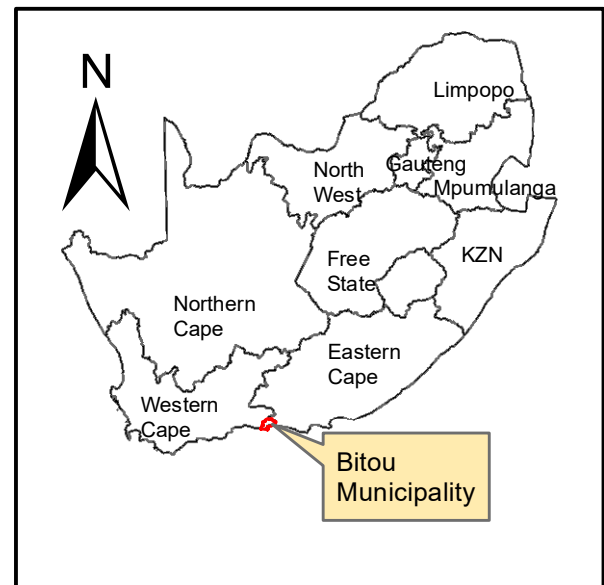 N
Limpopo
North
West
Gauteng
Mpumulanga
Free
State
KZN
Northern
Cape
Eastern
Cape
Western
Cape
Bitou
Municipality